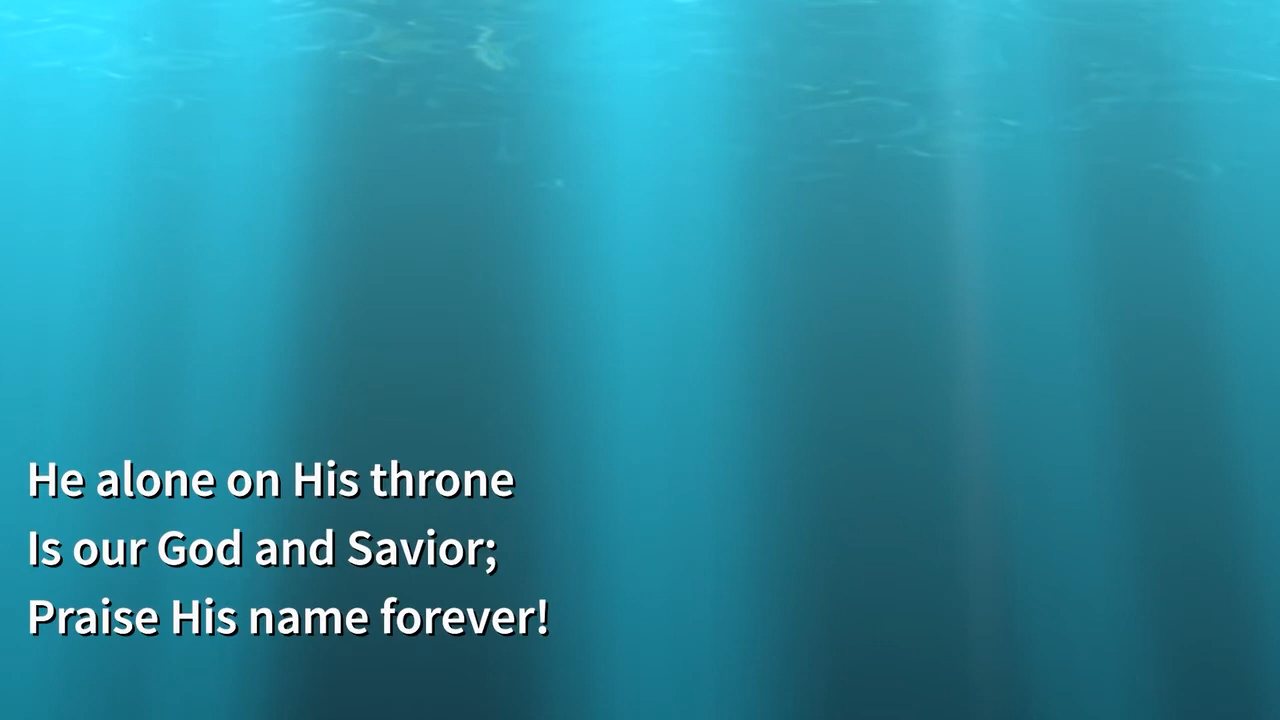 He alone on His throne
Is our God and Savior;
Praise His name forever!